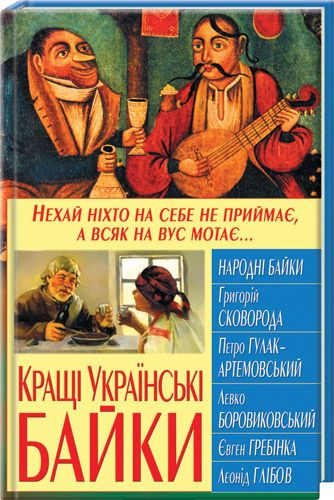 Нехай ніхто на себе не приймає,
а всяк на вус мотає...
Народні байки
Григорій
Сковорода
Петро Гулак-
Артемовський
Левко
Боровиковський
Євген Гребінка
Леонід Глібов
Кращі Українські
Байки